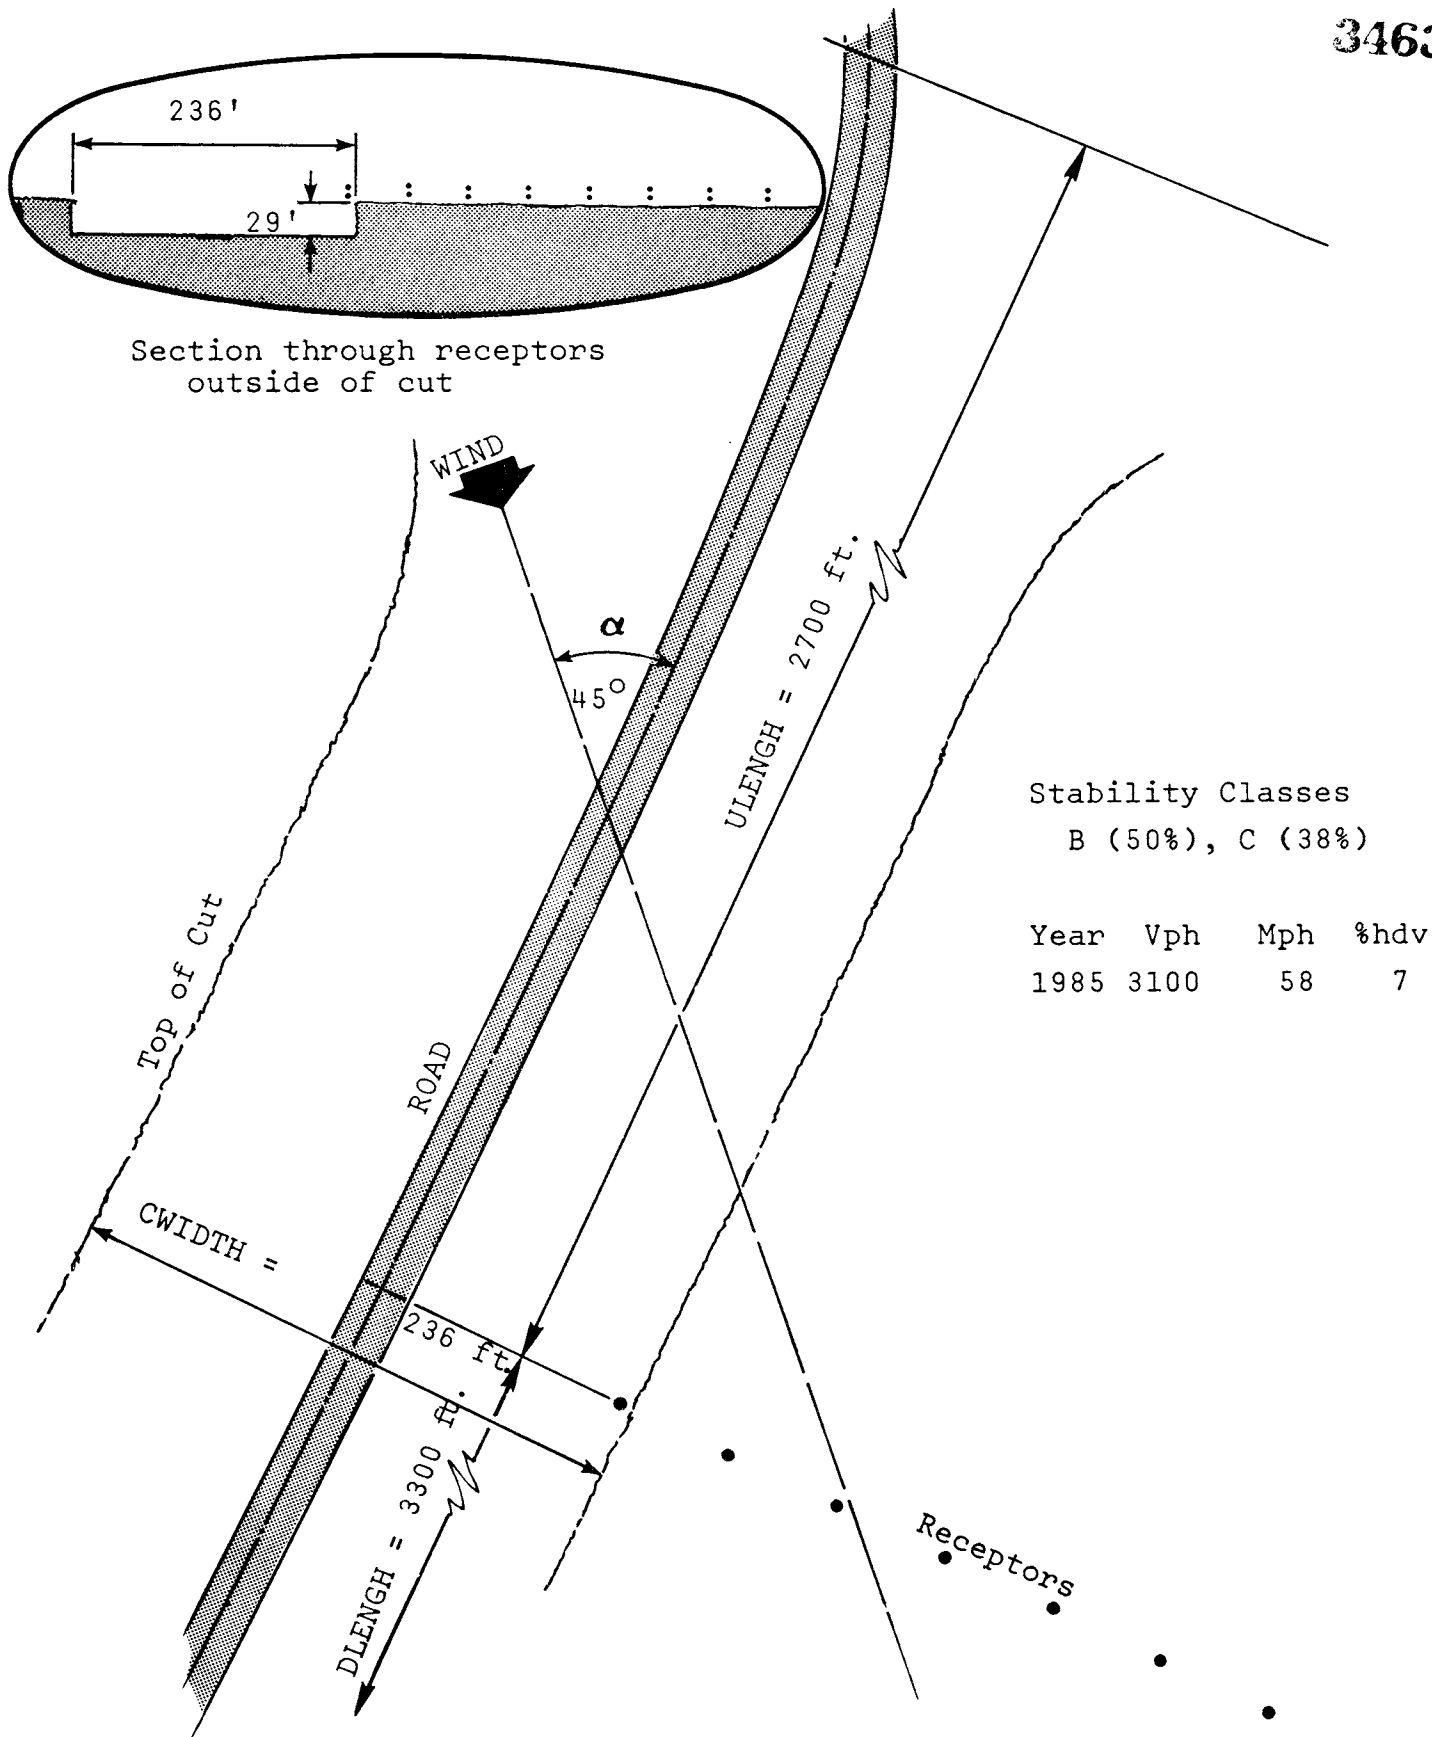 3463
236'
29'
Section through receptors
outside of cut
WIND
α
45°
ULENGH = 2700 ft.
Stability Classes
B (50%), C (38%)
Year Vph Mph %hdv
1985 3100 58 7
Top of Cut
ROAD
CWIDTH =
236 ft.
DLENGH = 3300 ft.
Receptors